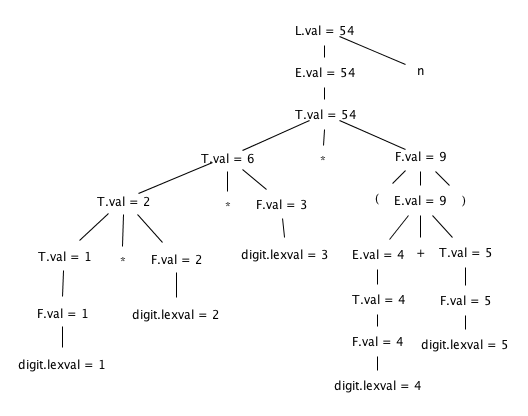 L.val = 54
E.val = 54 n
T.val = 54
T.val = 6 * F.val = 9
T.val = 2 * F.val = 3 ( E.val = 9 )
T.val = 1 * F.val = 2 digit.lexval = 3 E.val = 4 + T.val = 5
F.val = 1 digit.lexval = 2 T.val = 4 F.val = 5
digit.lexval = 1 F.val = 4 digit.lexval = 5
digit.lexval = 4